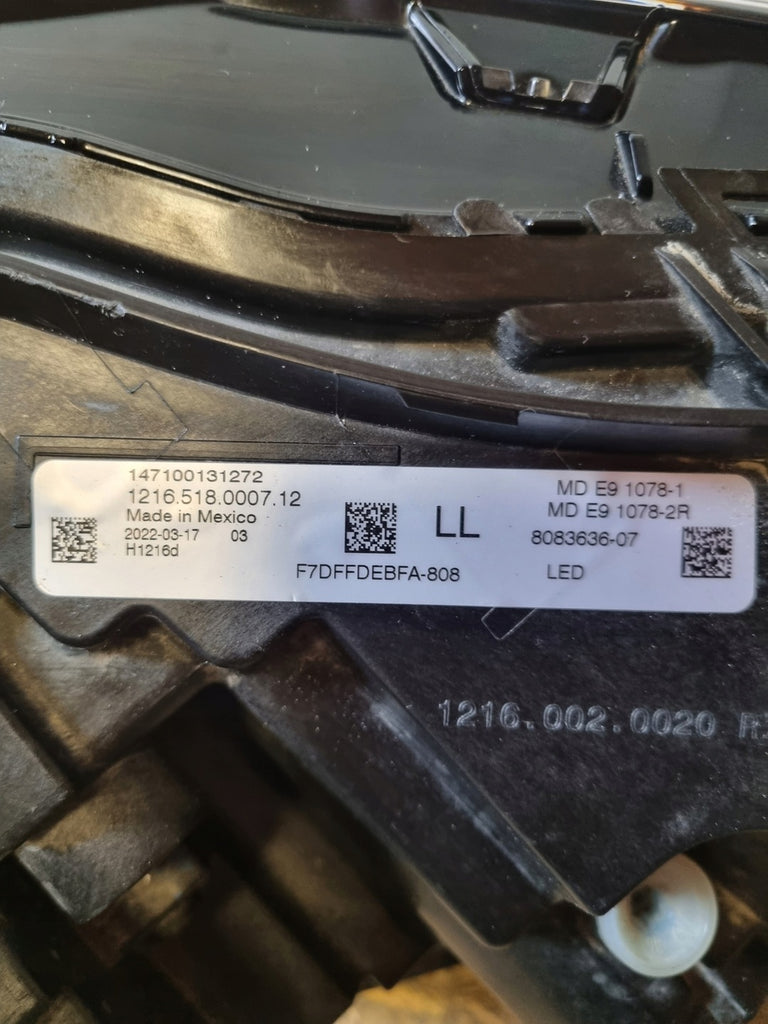 147100131272
1216.518.0007.12
Made in Mexico
2022-03-17 03
H1216d
F7DFFDEBFA-808
LL
MD E9 1078-1
MD E9 1078-2R
8083636-07
LED
1216.002.0020